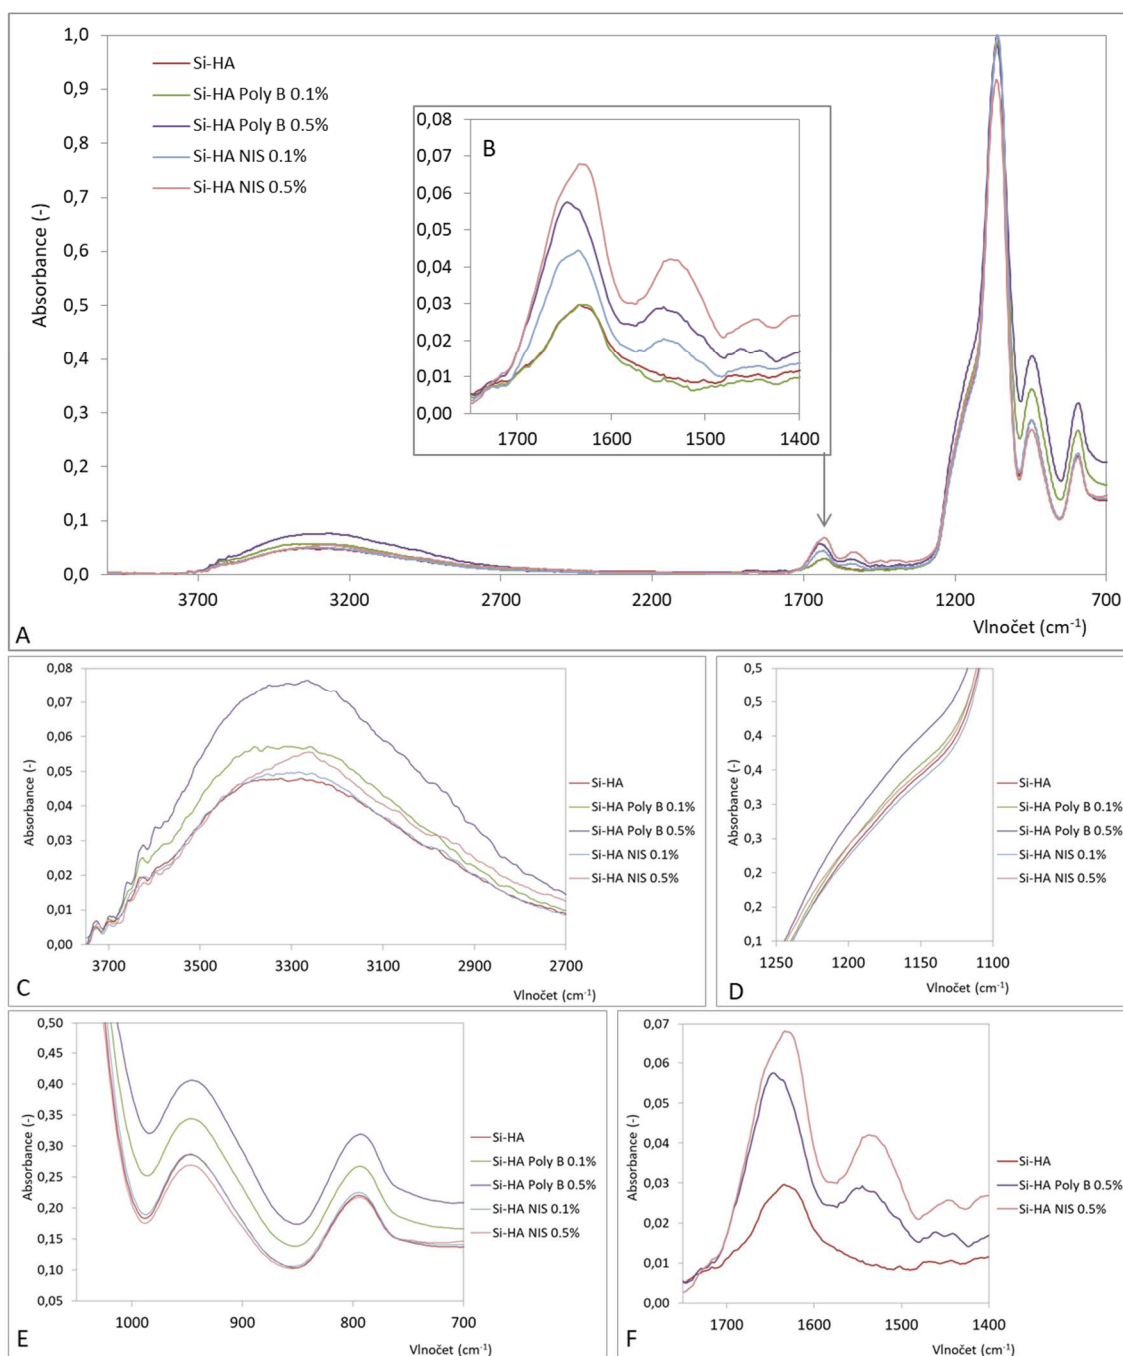 Absorbance (-)
1,0
0,9
0,8
0,7
0,6
0,5
0,4
0,3
0,2
0,1
0,0
Si-HA
Si-HA Poly B 0.1%
Si-HA Poly B 0.5%
Si-HA NIS 0.1%
Si-HA NIS 0.5%
B
0,08
0,07
0,06
0,05
0,04
0,03
0,02
0,01
0,00
1700 1600 1500 1400
3700 3200 2700 2200 1700 1200 700
Vlnočet (cm-1)
A
Absorbance (-)
0,08
0,07
0,06
0,05
0,04
0,03
0,02
0,01
0,00
3700 3500 3300 3100 2900 2700
Vlnočet (cm-1)
Si-HA
Si-HA Poly B 0.1%
Si-HA Poly B 0.5%
Si-HA NIS 0.1%
Si-HA NIS 0.5%
C
Absorbance (-)
0,5
0,5
0,4
0,4
0,3
0,3
0,2
0,2
0,1
1250 1200 1150 1100
Vlnočet (cm-1)
Si-HA
Si-HA Poly B 0.1%
Si-HA Poly B 0.5%
Si-HA NIS 0.1%
Si-HA NIS 0.5%
D
Absorbance (-)
0,50
0,45
0,40
0,35
0,30
0,25
0,20
0,15
0,10
0,05
1000 900 800 700
Vlnočet (cm-1)
Si-HA
Si-HA Poly B 0.1%
Si-HA Poly B 0.5%
Si-HA NIS 0.1%
Si-HA NIS 0.5%
E
Absorbance (-)
0,07
0,06
0,05
0,04
0,03
0,02
0,01
0,00
1700 1600 1500 1400
Vlnočet (cm-1)
Si-HA
Si-HA Poly B 0.5%
Si-HA NIS 0.5%
F